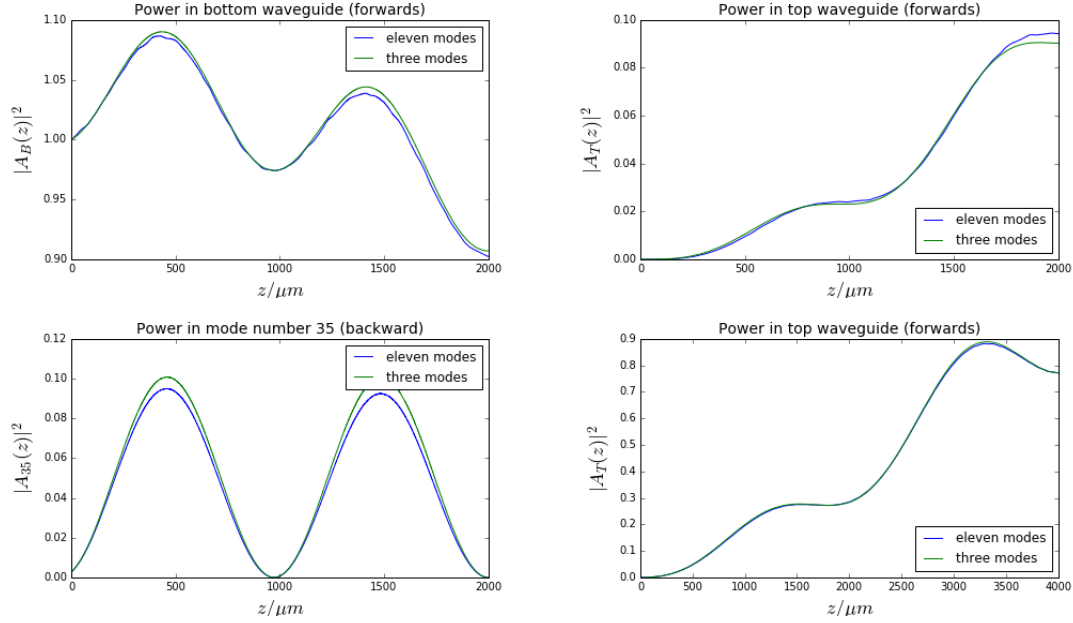 Power in bottom waveguide (forwards)
1.10
1.05
1.00
0.95
0.90
|A_B(z)|^2
eleven modes
three modes
0 500 1000 1500 2000
z/μm
Power in top waveguide (forwards)
0.10
0.08
0.06
0.04
0.02
0.00
|A_T(z)|^2
eleven modes
three modes
0 500 1000 1500 2000
z/μm
Power in mode number 35 (backward)
0.12
0.10
0.08
0.06
0.04
0.02
0.00
|A_35(z)|^2
eleven modes
three modes
0 500 1000 1500 2000
z/μm
Power in top waveguide (forwards)
0.9
0.8
0.7
0.6
0.5
0.4
0.3
0.2
0.1
0.0
|A_T(z)|^2
eleven modes
three modes
0 500 1000 1500 2000 2500 3000 3500 4000
z/μm